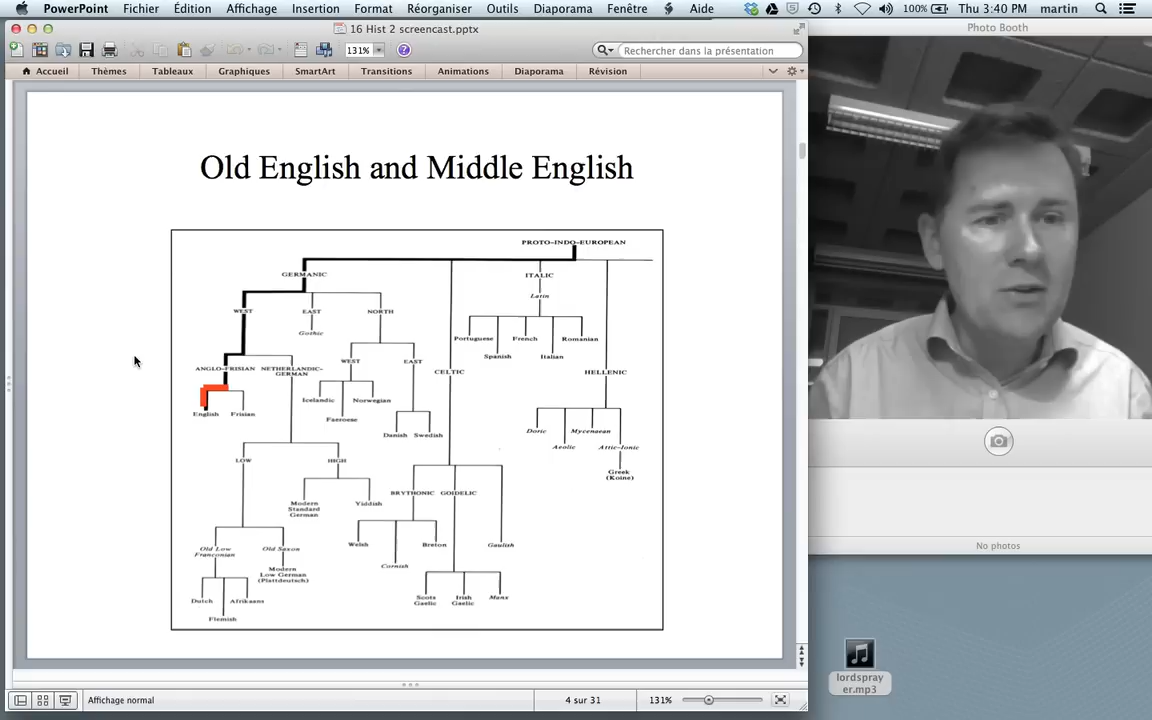 PowerPoint Fichier Édition Affichage Insertion Format Réorganiser Outils Diaporama Fenêtre Aide 100% Thu 3:40 PM martin
16 Hist 2 screencast.pptx
Photo Booth
131%
Rechercher dans la présentation
Accueil Thèmes Tableaux Graphiques SmartArt Transitions Animations Diaporama Révision
Old English and Middle English
PROTO-INDO-EUROPEAN
GERMANIC ITALIC
Latin
WEST EAST NORTH
Gothic
Portuguese French Romanian
Spanish Italian
WEST EAST
ANGLO-FRISIAN NETHERLANDIC-
GERMAN
CELTIC HELLENIC
Icelandic Norwegian
English Frisian
Faeroese
Danish Swedish
Doric Mycenaean
Aeolic Attic-Ionic
Greek
(Koine)
LOW HIGH
BRYTHONIC GOIDELIC
Modern
Standard
German
Yiddish
Welsh Breton Gaulish
Cornish
Old Low
Franconian
Old Saxon
Modern
Low German
(Plattdeutsch)
Dutch Afrikaans
Flemish
Scots
Gaelic
Irish
Gaelic
Manx
No photos
lordspray
er.mp3
Affichage normal 4 sur 31 131%